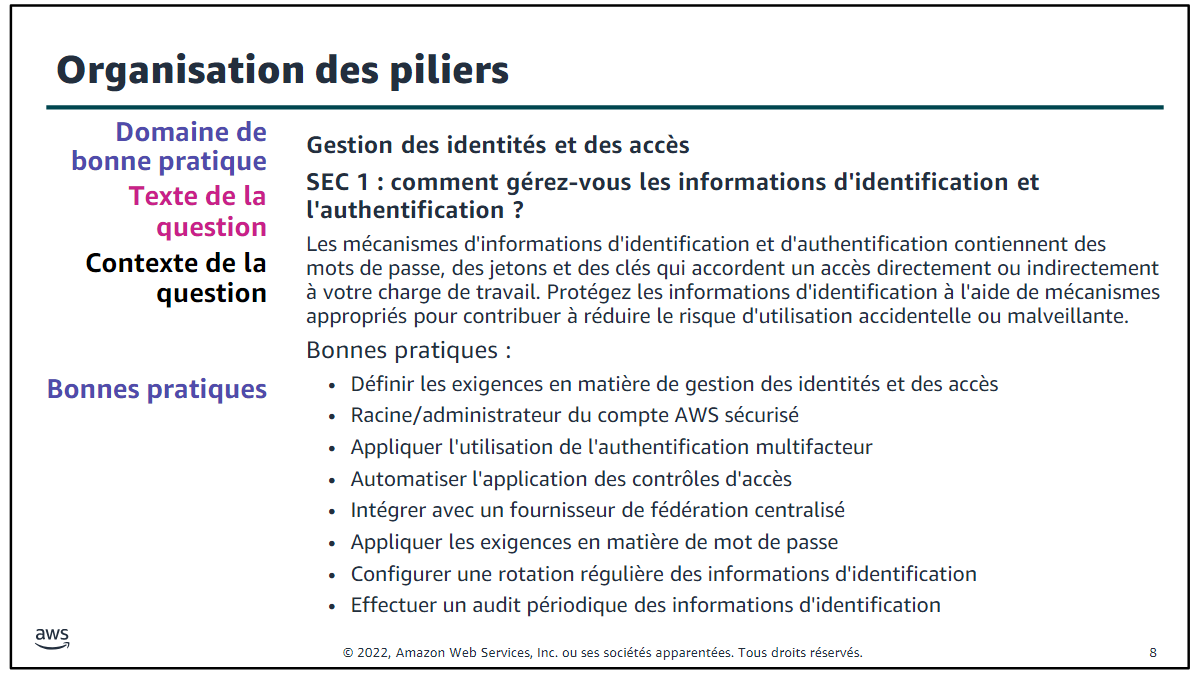 Organisation des piliers
Domaine de
bonne pratique
Texte de la
question
Contexte de la
question
Bonnes pratiques
Gestion des identités et des accès
SEC 1 : comment gérez-vous les informations d'identification et
l'authentification ?
Les mécanismes d'informations d'identification et d'authentification contiennent des
mots de passe, des jetons et des clés qui accordent un accès directement ou indirectement
à votre charge de travail. Protégez les informations d'identification à l'aide de mécanismes
appropriés pour contribuer à réduire le risque d'utilisation accidentelle ou malveillante.
Bonnes pratiques :
• Définir les exigences en matière de gestion des identités et des accès
• Racine/administrateur du compte AWS sécurisé
• Appliquer l'utilisation de l'authentification multifacteur
• Automatiser l'application des contrôles d'accès
• Intégrer avec un fournisseur de fédération centralisé
• Appliquer les exigences en matière de mot de passe
• Configurer une rotation régulière des informations d'identification
• Effectuer un audit périodique des informations d'identification
aws
© 2022, Amazon Web Services, Inc. ou ses sociétés apparentées. Tous droits réservés.
8